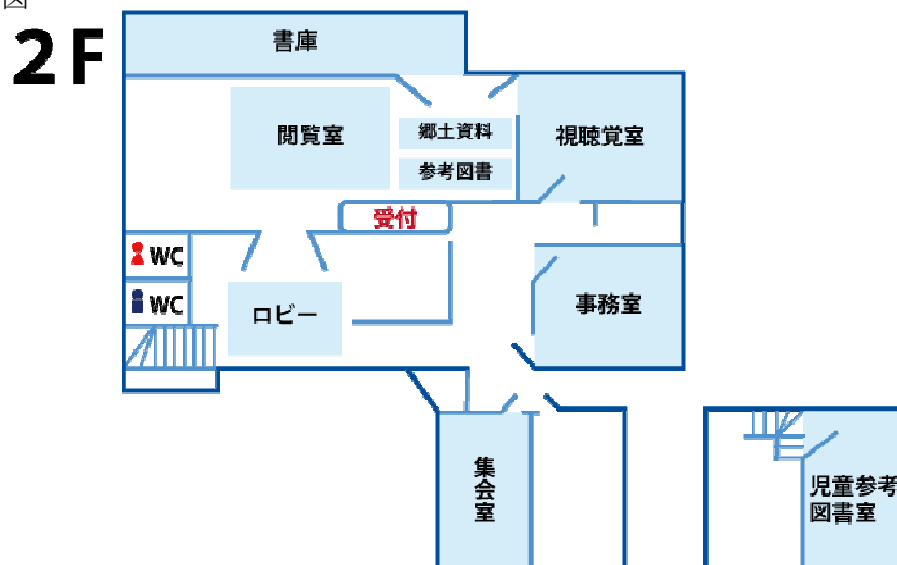 図
2F
書庫
閲覧室
郷土資料
参考図書
視聴覚室
受付
WC
WC
ロビー
事務室
集会室
児童参考
図書室